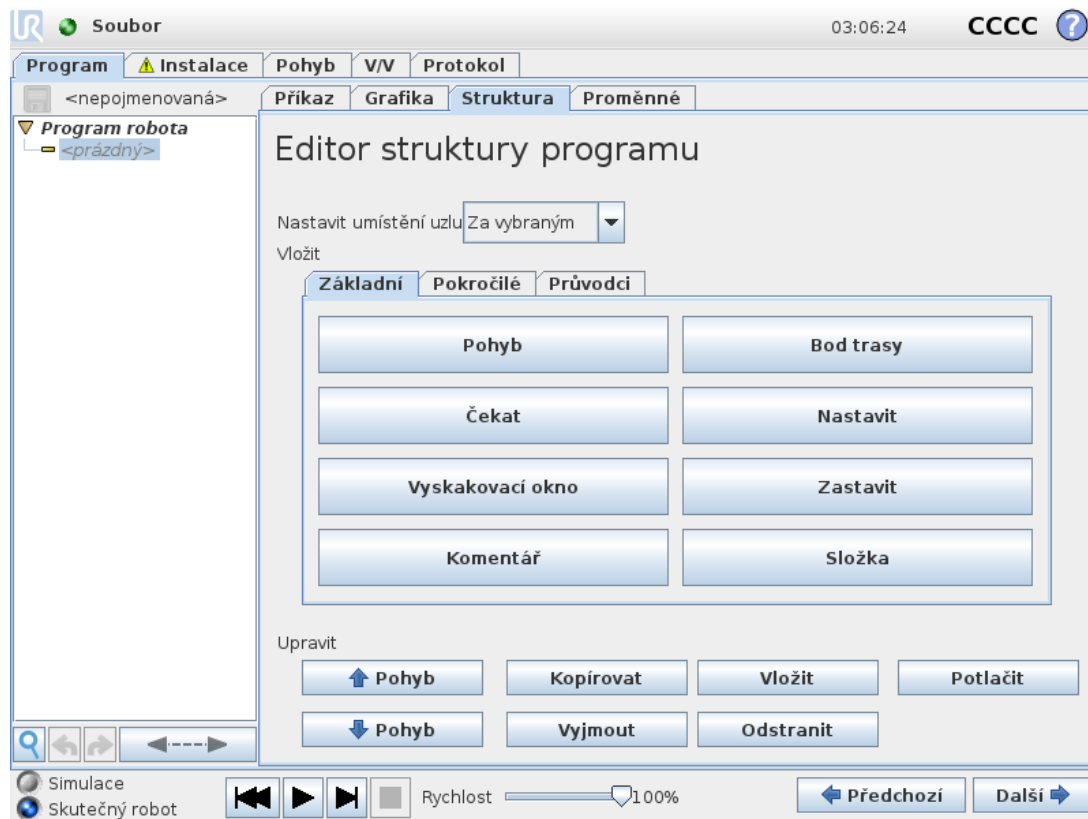 UR Soubor 03:06:24 CCCC ?
Program Instalace Pohyb V/V Protokol
<nepojmenovaná> Příkaz Grafika Struktura Proměnné
Program robota
<prázdný>
Editor struktury programu
Nastavit umístění uzlu Za vybraným
Vložit
Základní Pokročilé Průvodci
Pohyb Bod trasy
Čekat Nastavit
Vyskakovací okno Zastavit
Komentář Složka
Upravit
Pohyb Kopírovat Vložit Potlačit
Pohyb Vyjmout Odstranit
Simulace
Skutečný robot
Rychlost 100% Předchozí Další